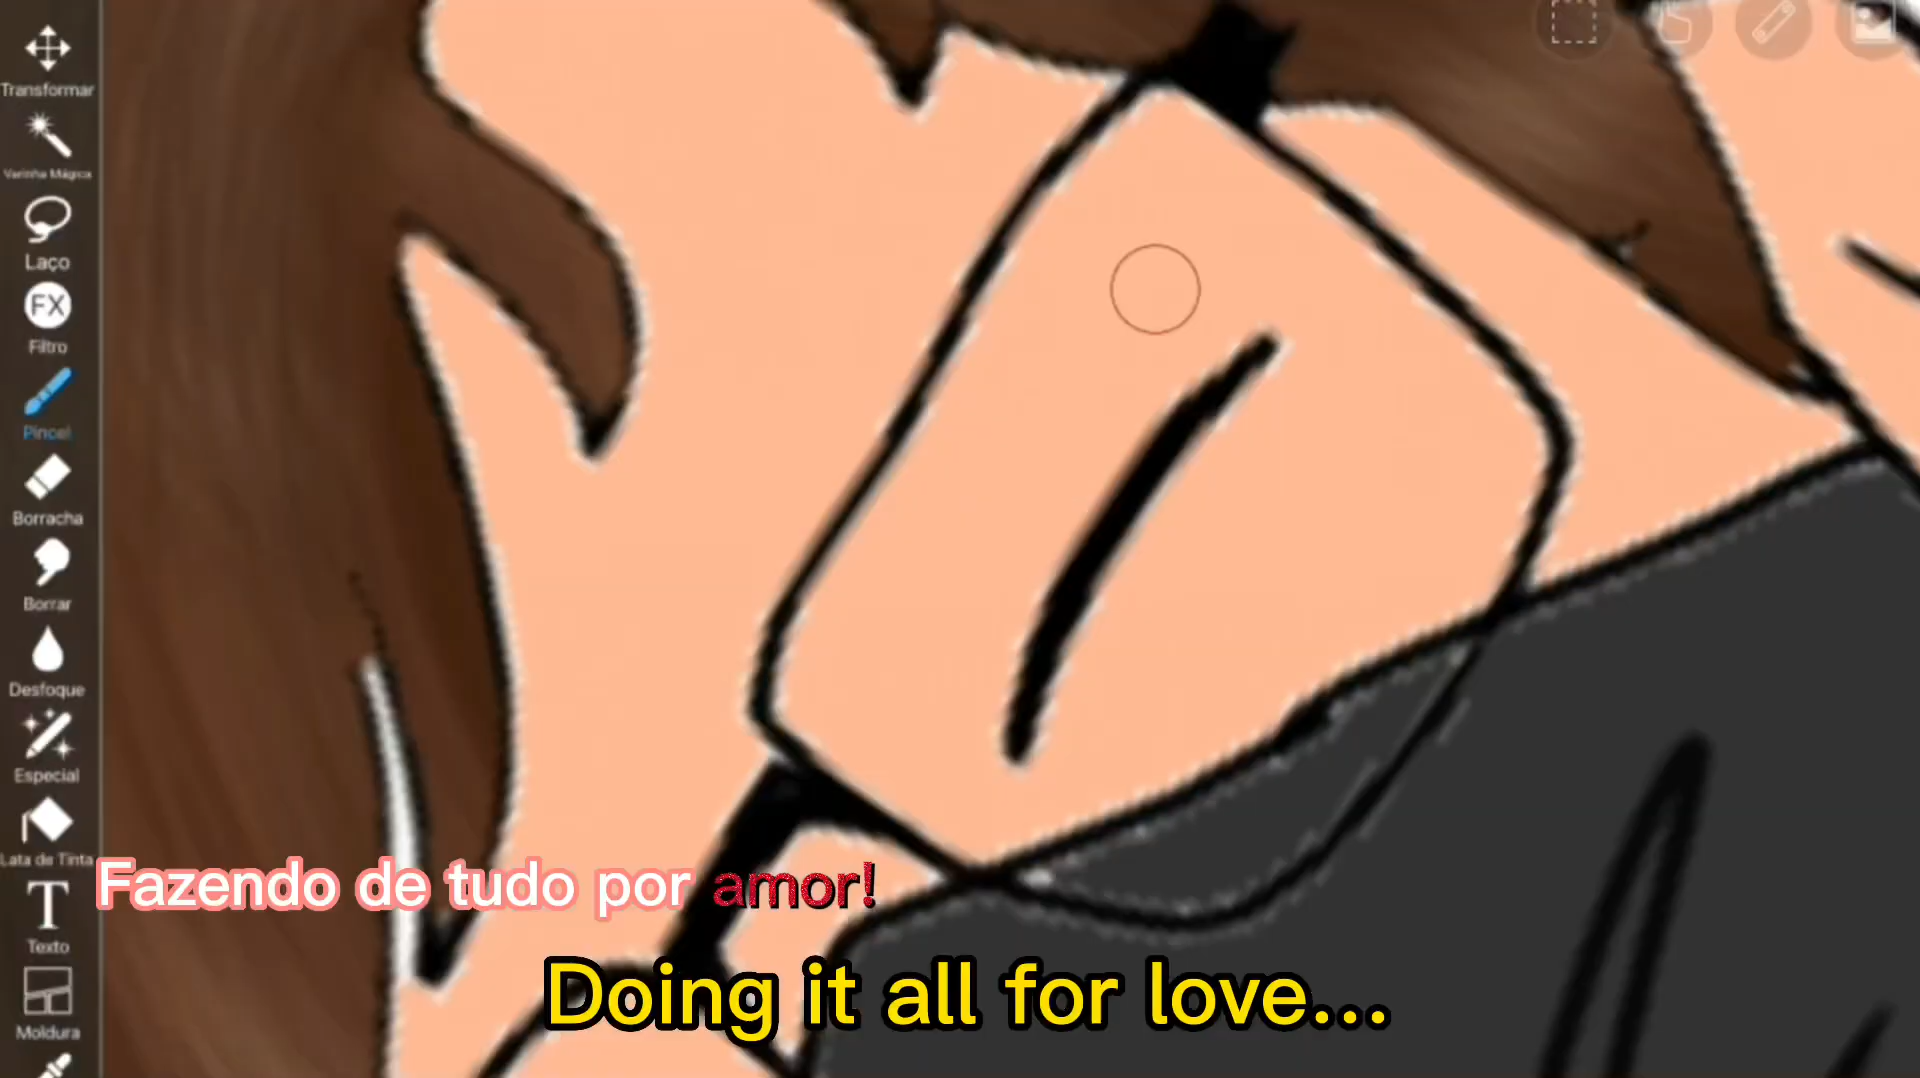 Transformar
Varinha Mágica
Laço
FX
Filtro
Pincel
Borracha
Borrar
Desfoque
Especial
Lata de Tinta
Fazendo de tudo por amor!
T
Texto
Doing it all for love...
Moldura